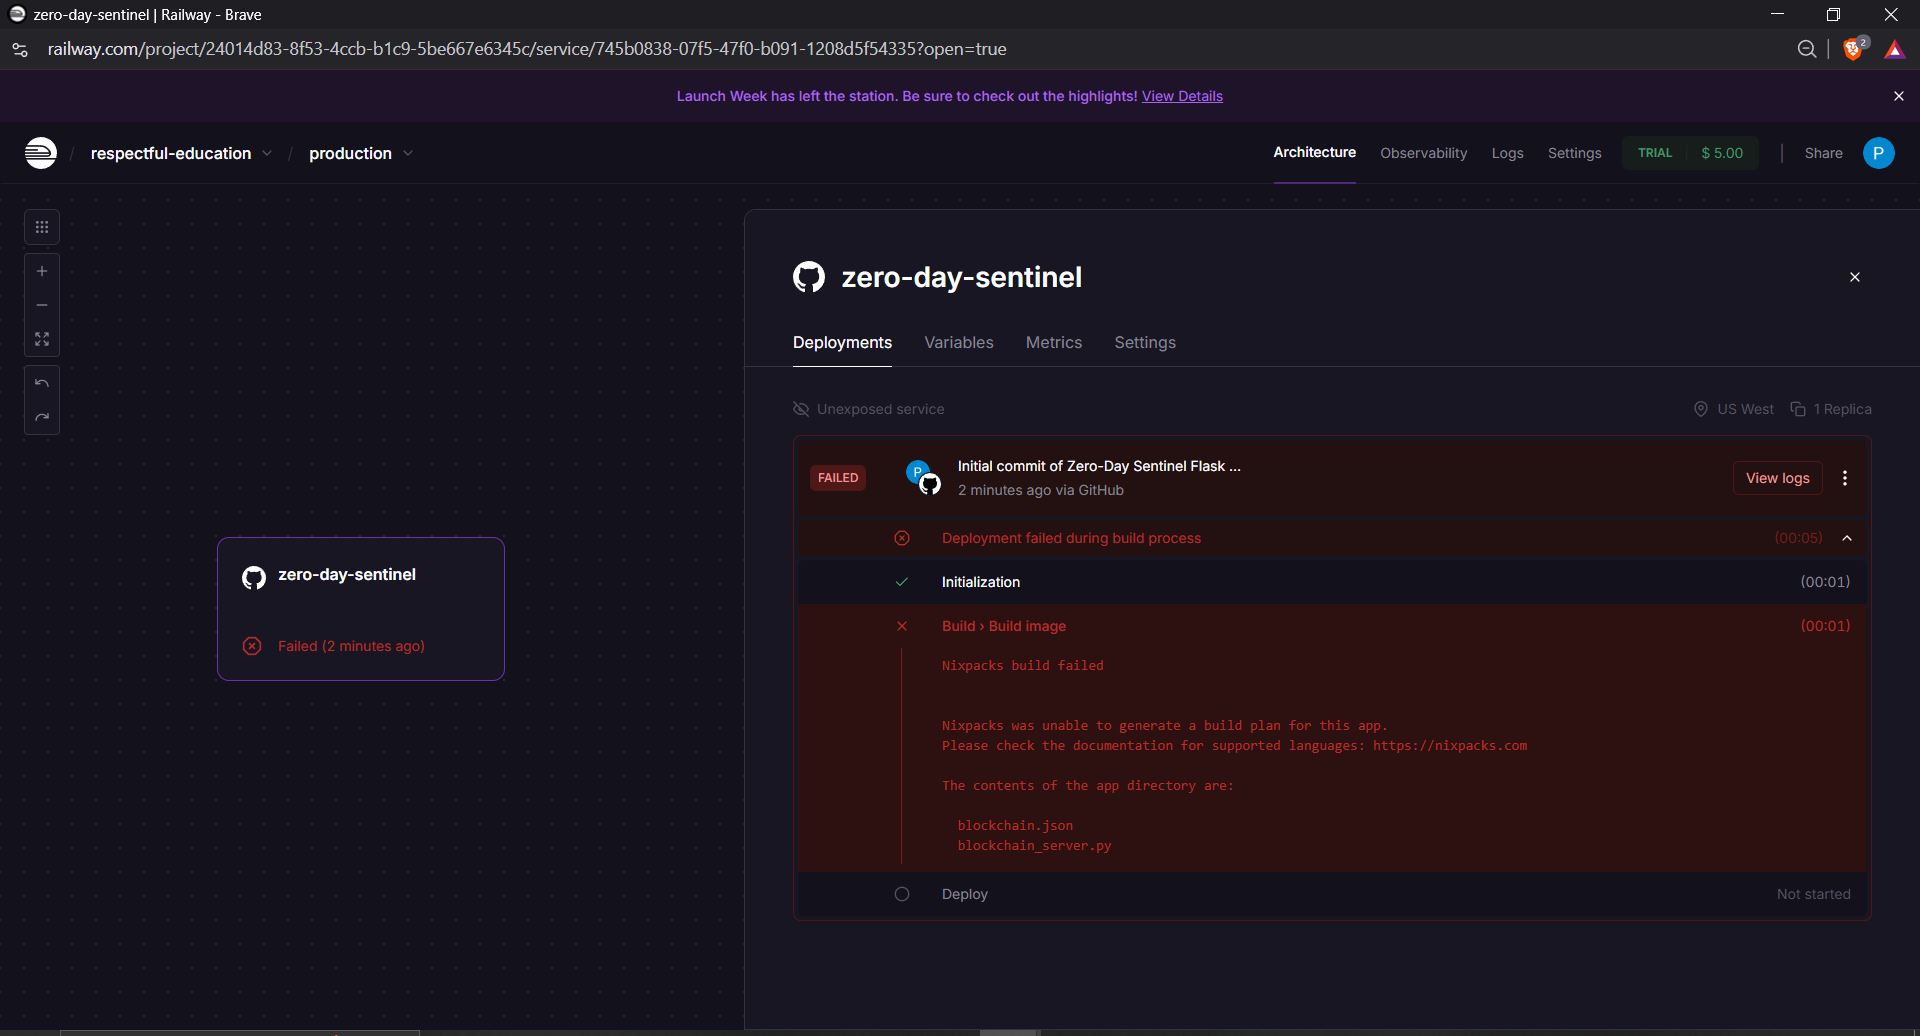 zero-day-sentinel | Railway - Brave
railway.com/project/24014d83-8f53-4ccb-b1c9-5be667e6345c/service/745b0838-07f5-47f0-b091-1208d5f54335?open=true
2
Launch Week has left the station. Be sure to check out the highlights! View Details
/ respectful-education / production
Architecture Observability Logs Settings TRIAL $ 5.00 Share P
zero-day-sentinel
Failed (2 minutes ago)
zero-day-sentinel
Deployments Variables Metrics Settings
Unexposed service US West 1 Replica
FAILED P Initial commit of Zero-Day Sentinel Flask ... View logs
2 minutes ago via GitHub
Deployment failed during build process (00:05)
Initialization (00:01)
Build › Build image (00:01)
Nixpacks build failed
Nixpacks was unable to generate a build plan for this app.
Please check the documentation for supported languages: https://nixpacks.com
The contents of the app directory are:
blockchain.json
blockchain_server.py
Deploy Not started